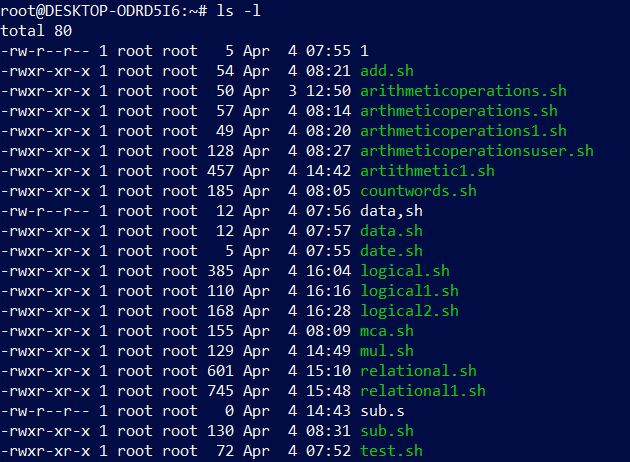 root@DESKTOP-ODRD5I6:~# ls -l
total 80
-rw-r--r-- 1 root root   5 Apr  4 07:55 1
-rwxr-xr-x 1 root root  54 Apr  4 08:21 add.sh
-rwxr-xr-x 1 root root  50 Apr  3 12:50 arithmeticoperations.sh
-rwxr-xr-x 1 root root  57 Apr  4 08:14 arthmeticoperations.sh
-rwxr-xr-x 1 root root  49 Apr  4 08:20 arthmeticoperations1.sh
-rwxr-xr-x 1 root root 128 Apr  4 08:27 arthmeticoperationsuser.sh
-rwxr-xr-x 1 root root 457 Apr  4 14:42 artithmetic1.sh
-rwxr-xr-x 1 root root 185 Apr  4 08:05 countwords.sh
-rw-r--r-- 1 root root  12 Apr  4 07:56 data,sh
-rwxr-xr-x 1 root root  12 Apr  4 07:57 data.sh
-rwxr-xr-x 1 root root   5 Apr  4 07:55 date.sh
-rwxr-xr-x 1 root root 385 Apr  4 16:04 logical.sh
-rwxr-xr-x 1 root root 110 Apr  4 16:16 logical1.sh
-rwxr-xr-x 1 root root 168 Apr  4 16:28 logical2.sh
-rwxr-xr-x 1 root root 155 Apr  4 08:09 mca.sh
-rwxr-xr-x 1 root root 129 Apr  4 14:49 mul.sh
-rwxr-xr-x 1 root root 601 Apr  4 15:10 relational.sh
-rwxr-xr-x 1 root root 745 Apr  4 15:48 relational1.sh
-rw-r--r-- 1 root root   0 Apr  4 14:43 sub.s
-rwxr-xr-x 1 root root 130 Apr  4 08:31 sub.sh
-rwxr-xr-x 1 root root  72 Apr  4 07:52 test.sh